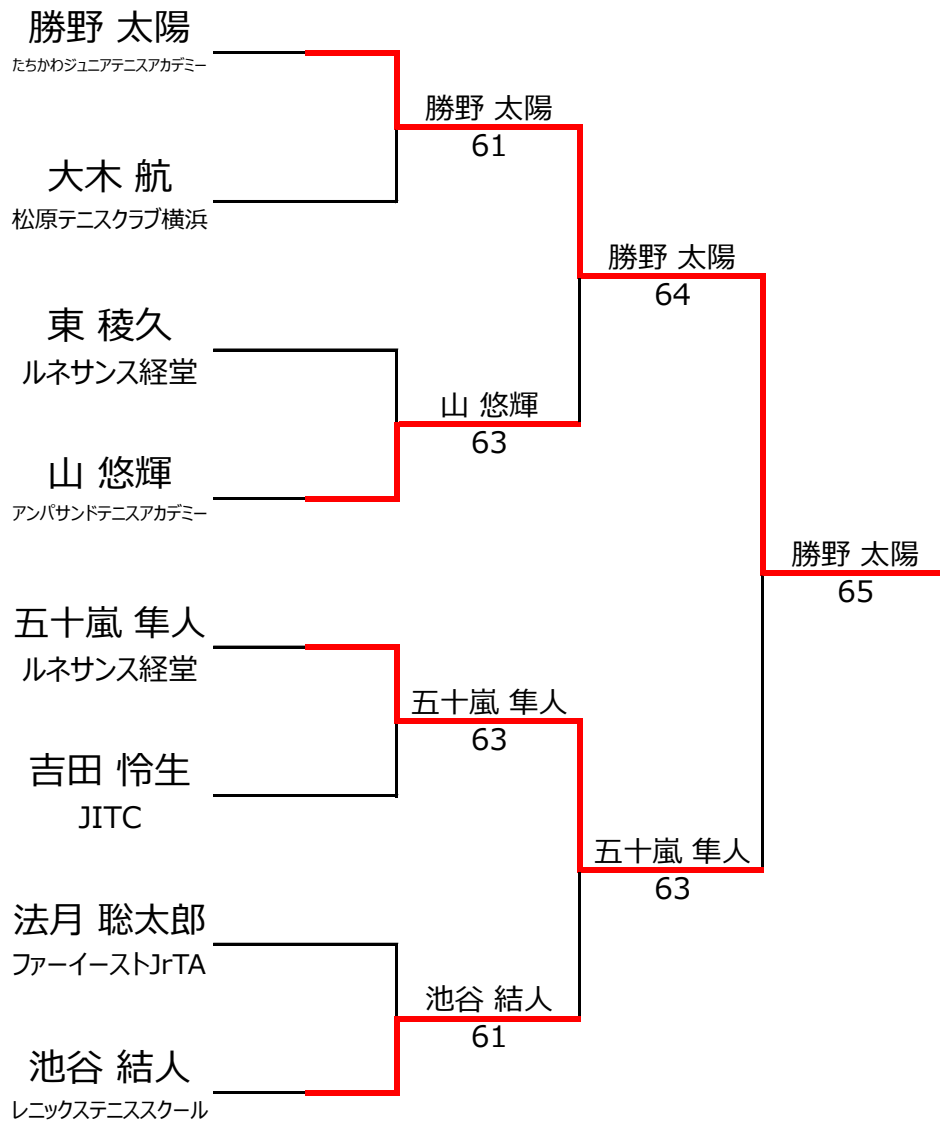 勝野 太陽
たちかわジュニアテニスアカデミー
勝野 太陽
61
大木 航
松原テニスクラブ横浜
勝野 太陽
64
東 稜久
ルネサンス経堂
山 悠輝
63
山 悠輝
アンパサンドテニスアカデミー
勝野 太陽
65
五十嵐 隼人
ルネサンス経堂
五十嵐 隼人
63
吉田 怜生
JITC
五十嵐 隼人
63
法月 聡太郎
ファーイーストJrTA
池谷 結人
61
池谷 結人
レニックステニススクール